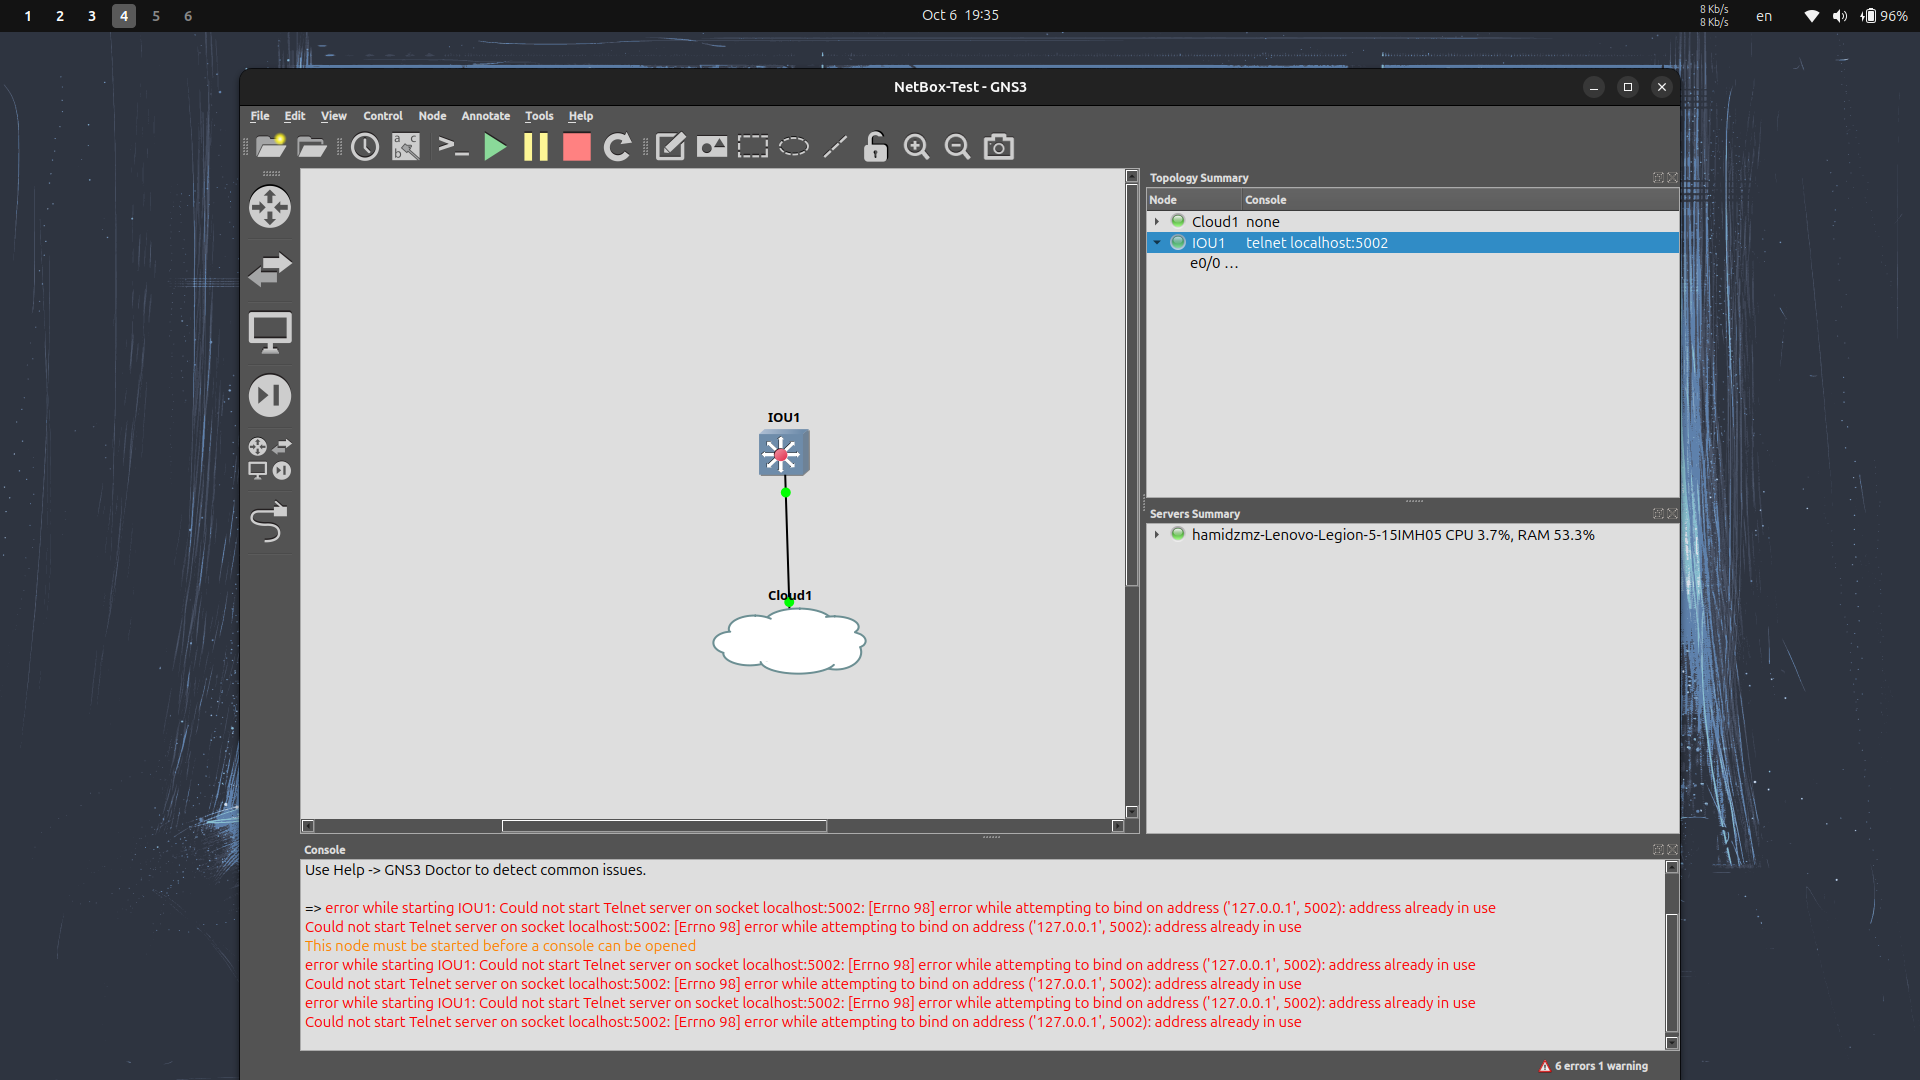 1 2 3 4 5 6
Oct 6 19:35
8 Kb/s
8 Kb/s
en
96%
NetBox-Test - GNS3
File Edit View Control Node Annotate Tools Help
a c
b
Topology Summary
Node Console
Cloud1 none
IOU1 telnet localhost:5002
e0/0 ...
IOU1
Cloud1
Servers Summary
hamidzmz-Lenovo-Legion-5-15IMH05 CPU 3.7%, RAM 53.3%
Console
Use Help -> GNS3 Doctor to detect common issues.
=> error while starting IOU1: Could not start Telnet server on socket localhost:5002: [Errno 98] error while attempting to bind on address ('127.0.0.1', 5002): address already in use
Could not start Telnet server on socket localhost:5002: [Errno 98] error while attempting to bind on address ('127.0.0.1', 5002): address already in use
This node must be started before a console can be opened
error while starting IOU1: Could not start Telnet server on socket localhost:5002: [Errno 98] error while attempting to bind on address ('127.0.0.1', 5002): address already in use
Could not start Telnet server on socket localhost:5002: [Errno 98] error while attempting to bind on address ('127.0.0.1', 5002): address already in use
error while starting IOU1: Could not start Telnet server on socket localhost:5002: [Errno 98] error while attempting to bind on address ('127.0.0.1', 5002): address already in use
Could not start Telnet server on socket localhost:5002: [Errno 98] error while attempting to bind on address ('127.0.0.1', 5002): address already in use
6 errors 1 warning